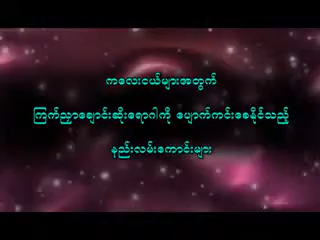 ကလေးငယ်များအတွက်
ကြက်ညှာချောင်းဆိုးရောဂါကို ပျောက်ကင်းစေနိုင်သည့်
နည်းလမ်းကောင်းများ